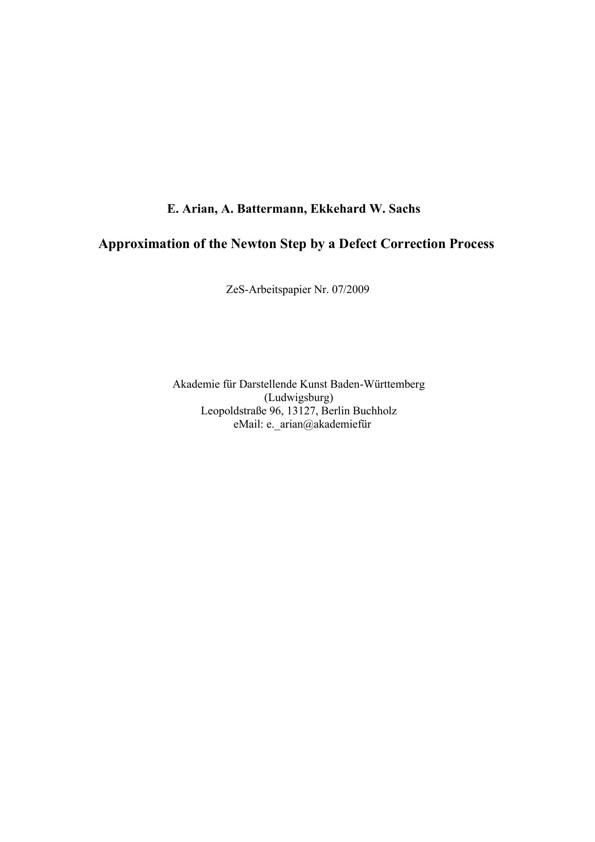 E. Arian, A. Battermann, Ekkehard W. Sachs
Approximation of the Newton Step by a Defect Correction Process
ZeS-Arbeitspapier Nr. 07/2009
Akademie für Darstellende Kunst Baden-Württemberg
(Ludwigsburg)
Leopoldstraße 96, 13127, Berlin Buchholz
eMail: e._arian@akademiefür